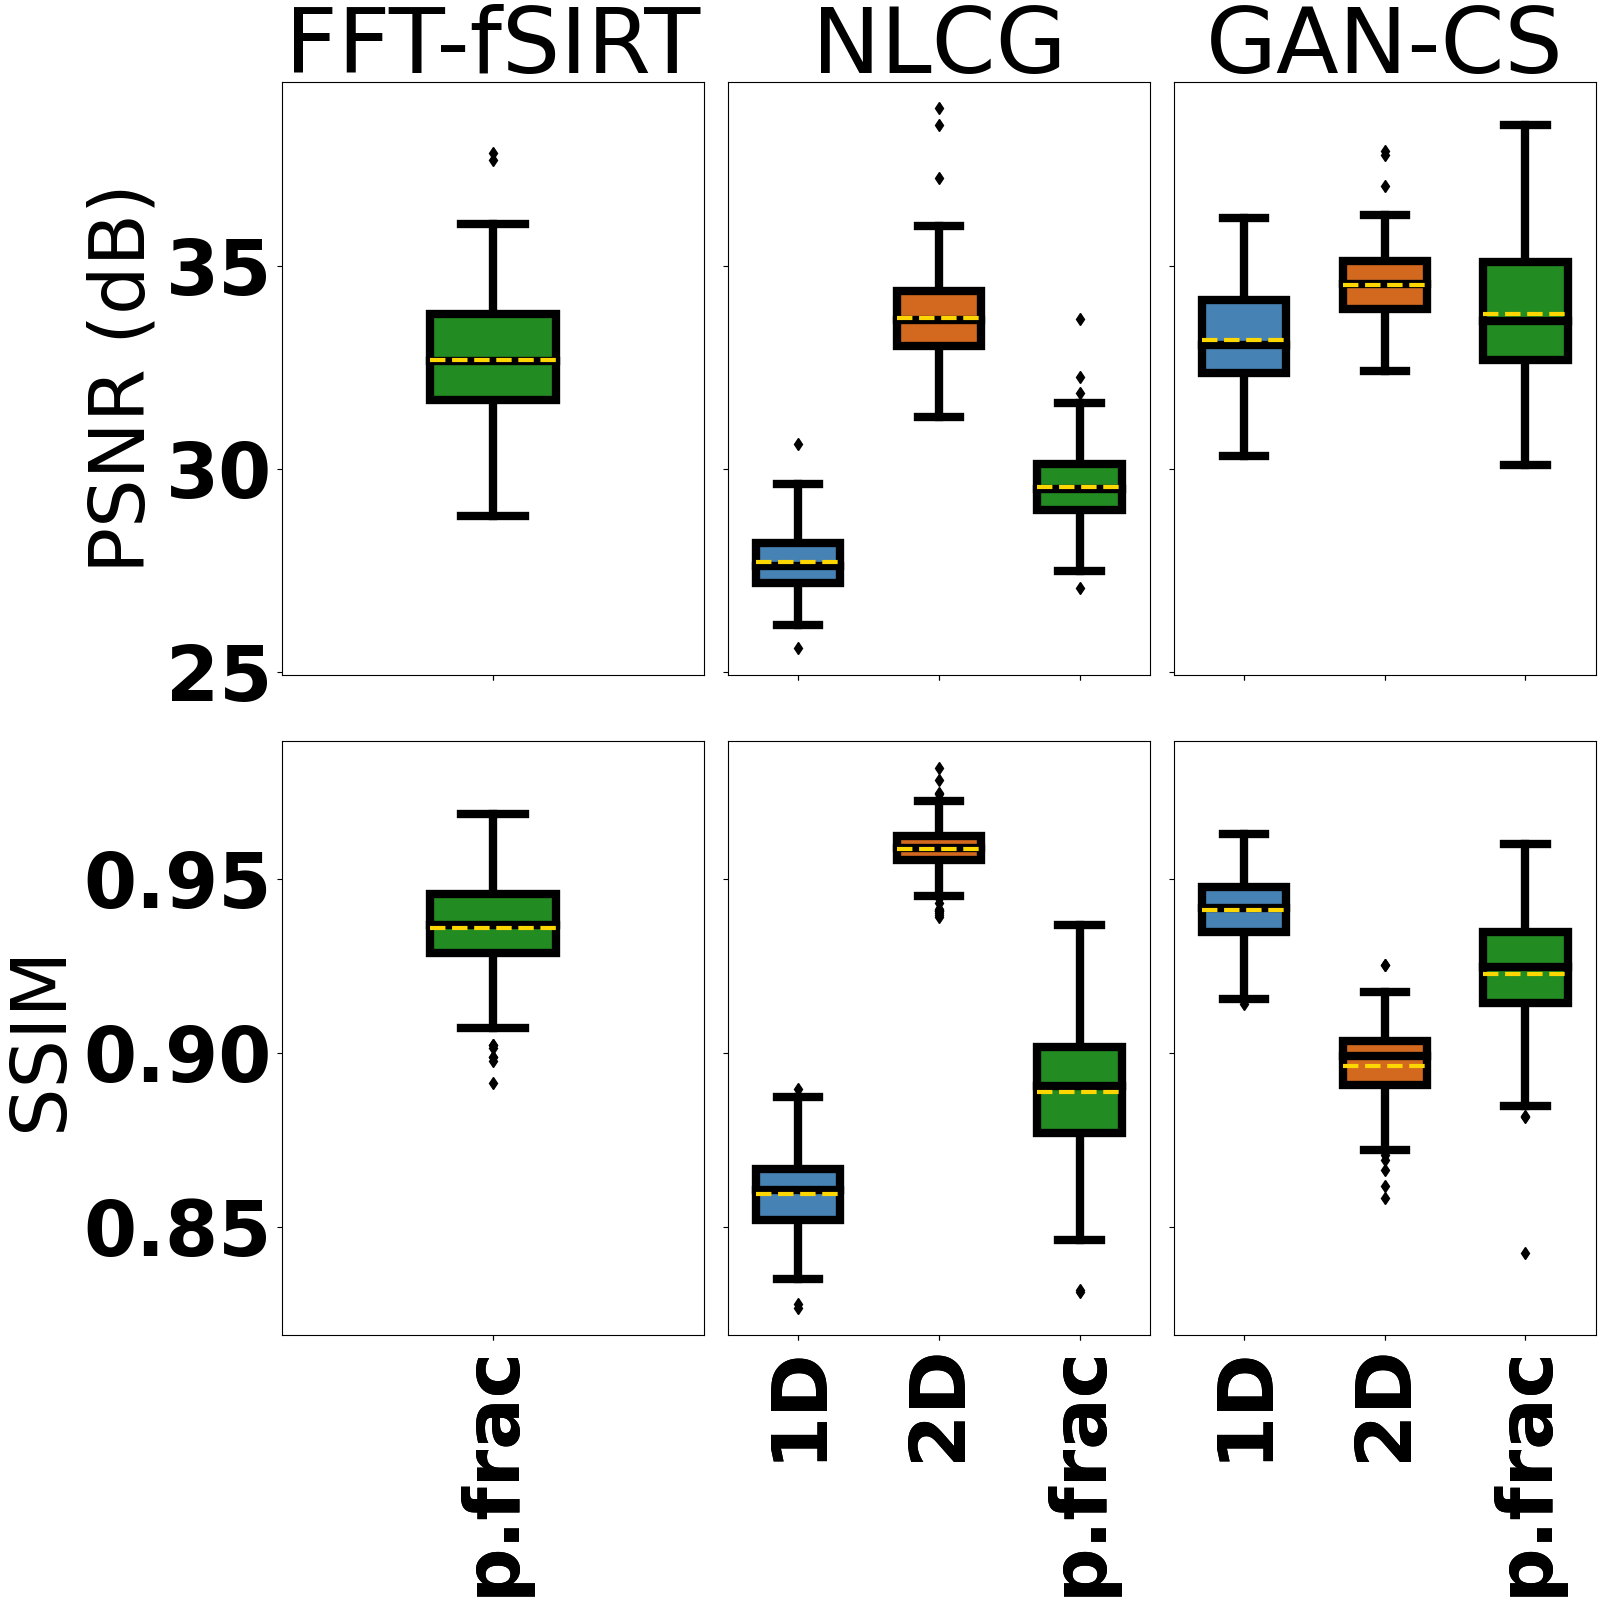 FFT-fSIRT NLCG GAN-CS
PSNR (dB)
35
30
25
SSIM
0.95
0.90
0.85
p.frac 1D 2D p.frac 1D 2D p.frac